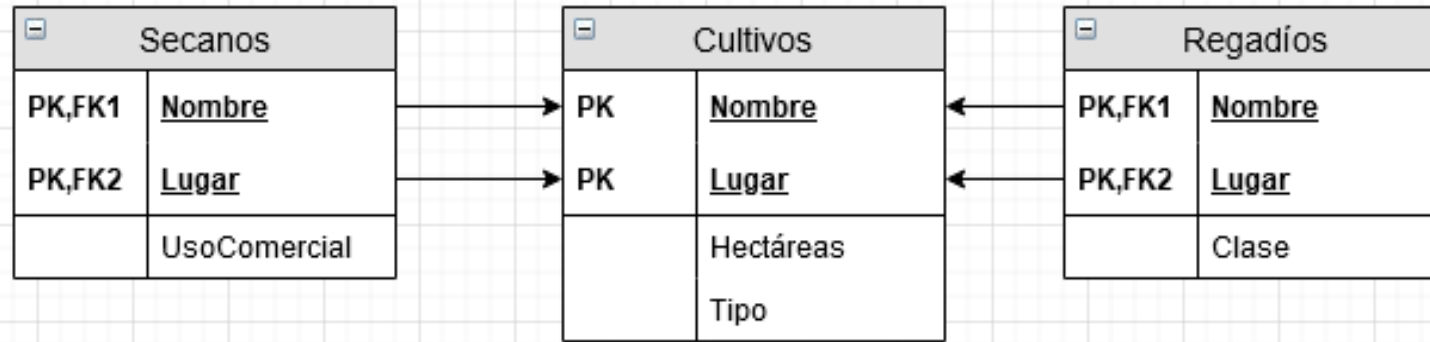 Secanos
PK,FK1 Nombre
PK,FK2 Lugar
UsoComercial
Cultivos
PK Nombre
PK Lugar
Hectáreas
Tipo
Regadíos
PK,FK1 Nombre
PK,FK2 Lugar
Clase